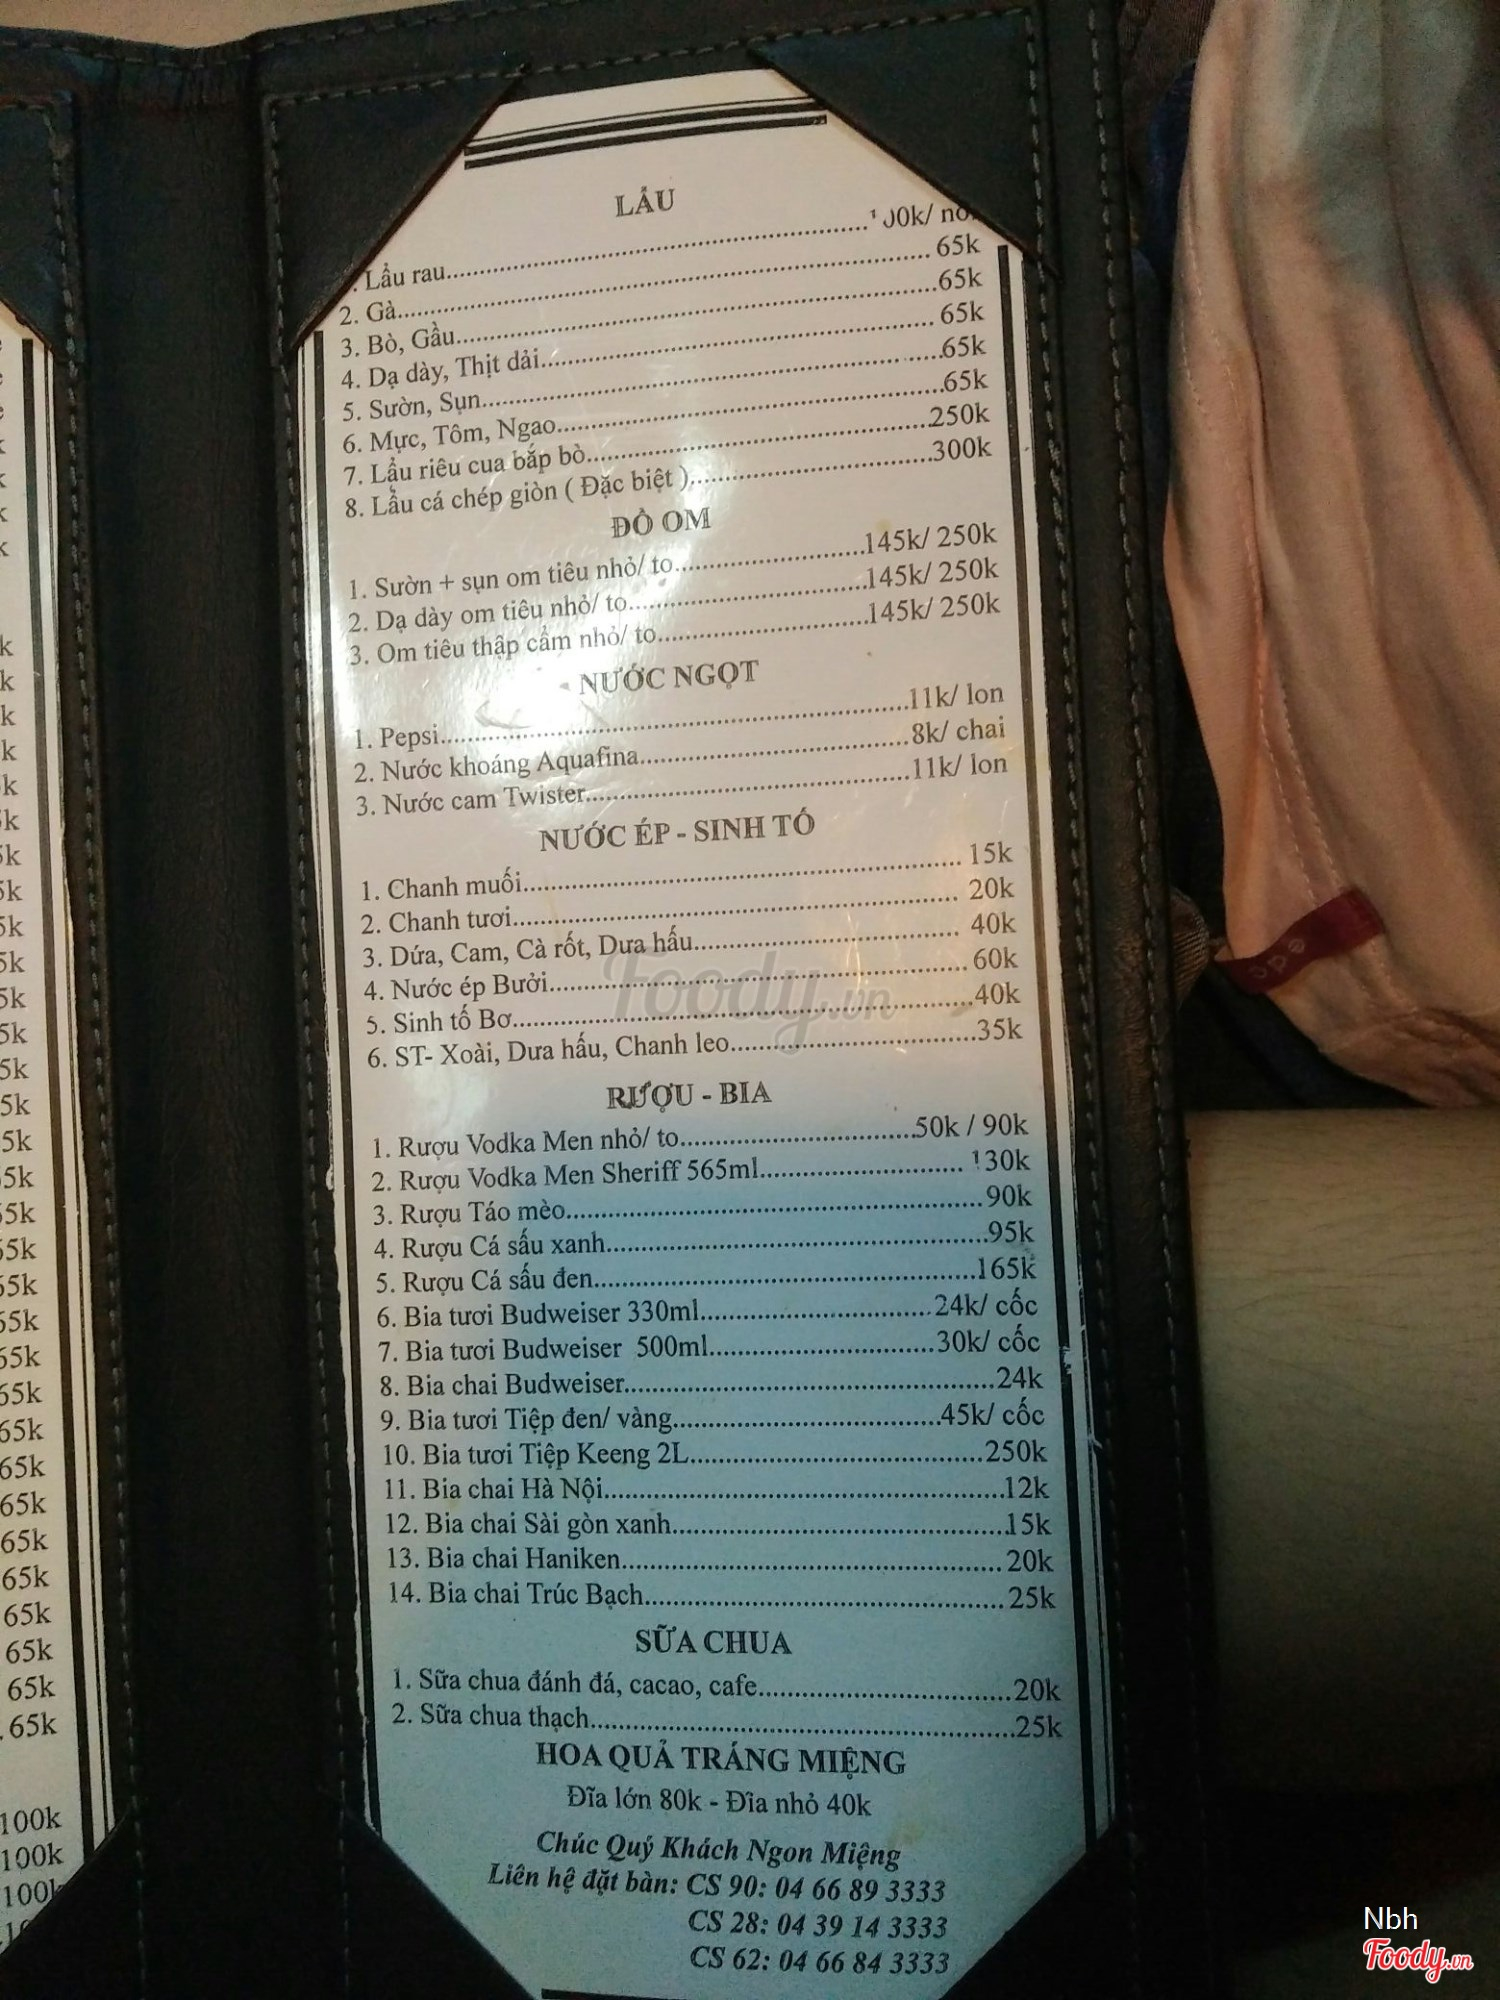 LẨU
Lẩu rau 00k/
2. Gà 65k
3. Bò, Gầu 65k
4. Dạ dày, Thịt dải 65k
5. Sườn, Sụn 65k
6. Mực, Tôm, Ngao 65k
7. Lẩu riêu cua bắp bò 250k
8. Lẩu cá chép giòn ( Đặc biệt ) 300k
ĐỒ OM
1. Sườn + sụn om tiêu nhỏ/ to 145k/ 250k
2. Dạ dày om tiêu nhỏ/ to 145k/ 250k
3. Om tiêu thập cẩm nhỏ/ to 145k/ 250k
NƯỚC NGỌT
1. Pepsi 11k/ lon
2. Nước khoáng Aquafina 8k/ chai
3. Nước cam Twister 11k/ lon
NƯỚC ÉP - SINH TỐ
1. Chanh muối 15k
2. Chanh tươi 20k
3. Dứa, Cam, Cà rốt, Dưa hấu 40k
4. Nước ép Bưởi 60k
5. Sinh tố Bơ 40k
6. ST- Xoài, Dưa hấu, Chanh leo 35k
RƯỢU - BIA
1. Rượu Vodka Men nhỏ/ to 50k / 90k
2. Rượu Vodka Men Sheriff 565ml 130k
3. Rượu Táo mèo 90k
4. Rượu Cá sấu xanh 95k
5. Rượu Cá sấu đen 165k
6. Bia tươi Budweiser 330ml 24k/ cốc
7. Bia tươi Budweiser 500ml 30k/ cốc
8. Bia chai Budweiser 24k
9. Bia tươi Tiệp đen/ vàng 45k/ cốc
10. Bia tươi Tiệp Keeng 2L 250k
11. Bia chai Hà Nội 12k
12. Bia chai Sài gòn xanh 15k
13. Bia chai Haniken 20k
14. Bia chai Trúc Bạch 25k
SỮA CHUA
1. Sữa chua đánh đá, cacao, cafe 20k
2. Sữa chua thạch 25k
HOA QUẢ TRÁNG MIỆNG
Đĩa lớn 80k - Đĩa nhỏ 40k
Chúc Quý Khách Ngon Miệng
Liên hệ đặt bàn: CS 90: 04 66 89 3333
CS 28: 04 39 14 3333
CS 62: 04 66 84 3333
Foody.vn
Nbh
Foody.vn